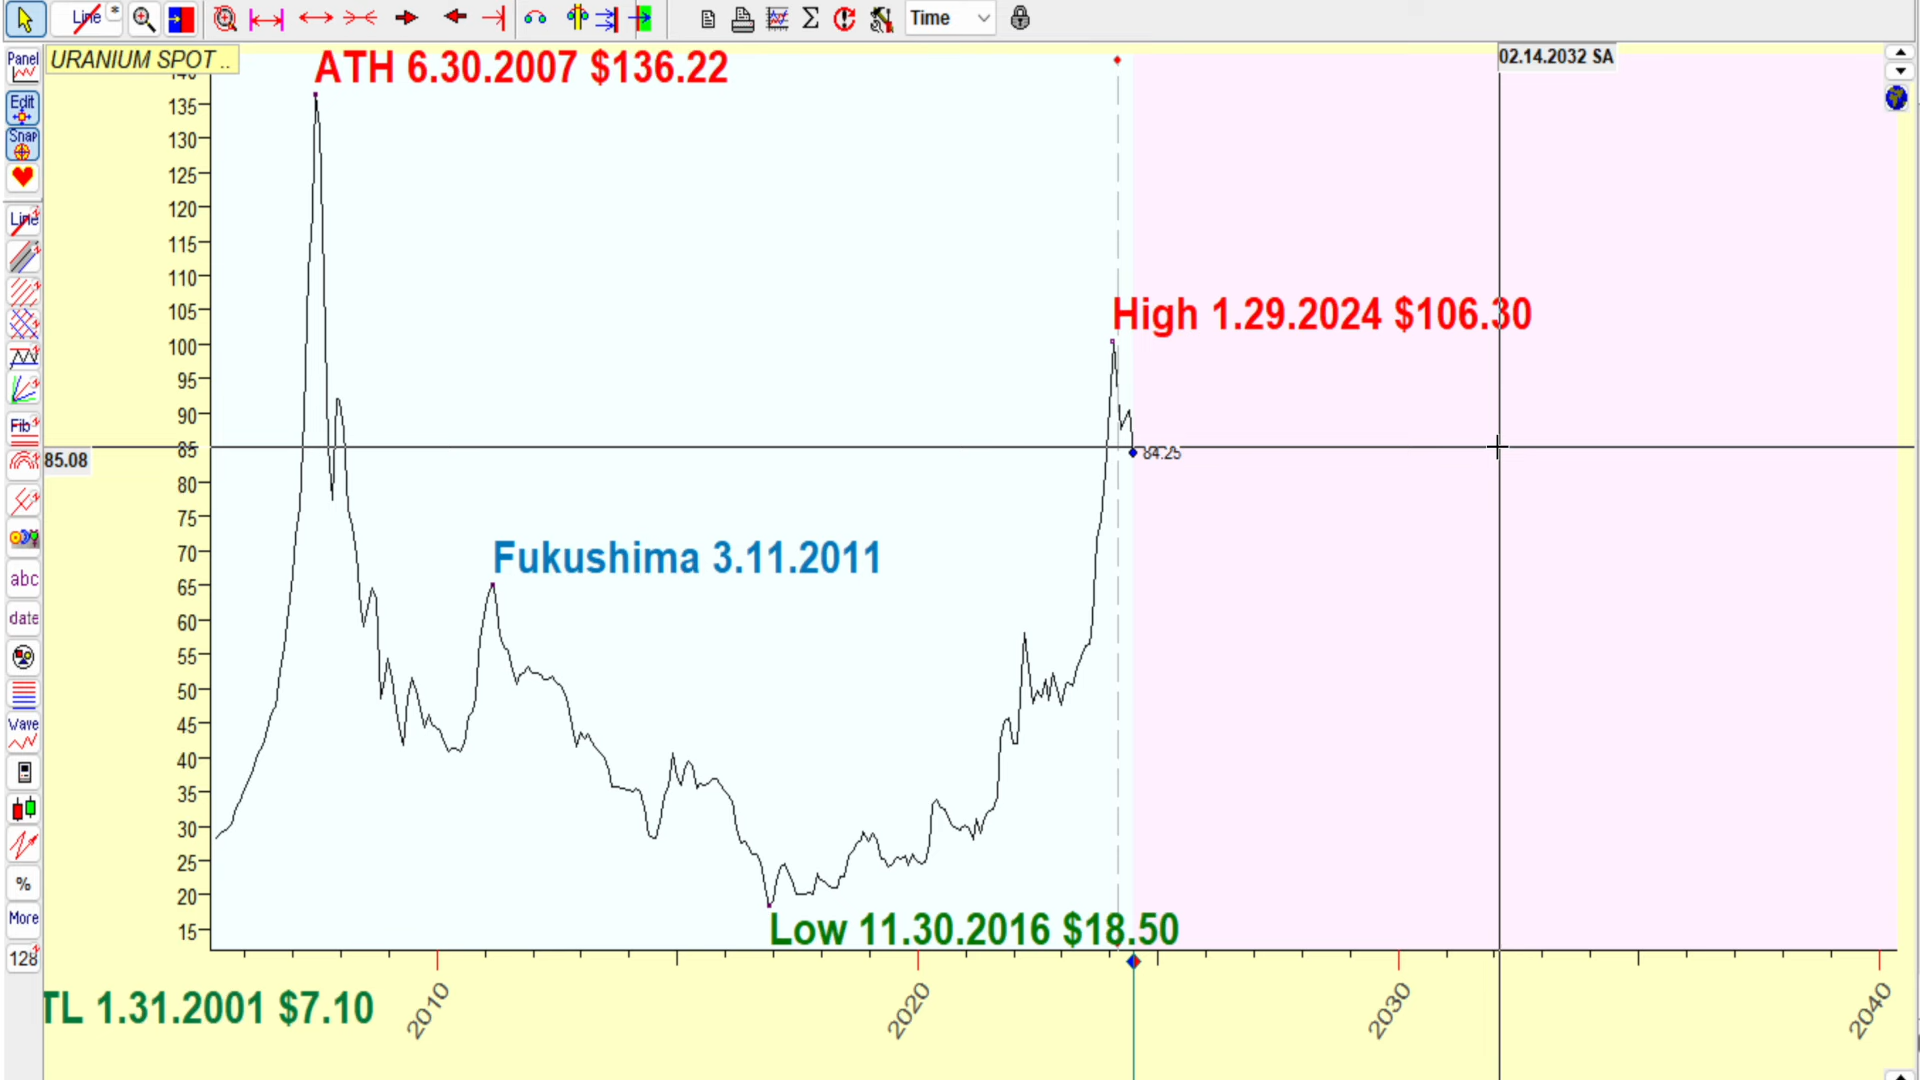 Line *
Time
Panel
URANIUM SPOT ..
ATH 6.30.2007 $136.22
02.14.2032 SA
Edit
Snap
140
135
130
125
120
115
110
105
100
95
90
85
80
75
70
65
60
55
50
45
40
35
30
25
20
15
High 1.29.2024 $106.30
85.08
84.25
Fukushima 3.11.2011
Low 11.30.2016 $18.50
Line
Fib
abc
date
Wave
%
More
128
TL 1.31.2001 $7.10
2010
2020
2030
2040